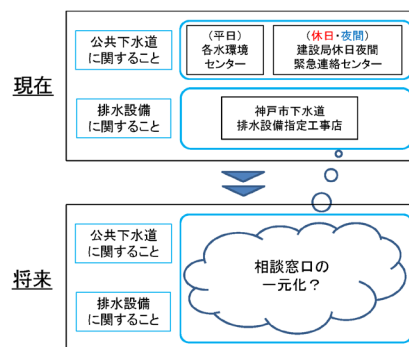 現在
公共下水道
に関すること
（平日）
各水環境
センター
（休日・夜間）
建設局休日夜間
緊急連絡センター
排水設備
に関すること
神戸市下水道
排水設備指定工事店
将来
公共下水道
に関すること
排水設備
に関すること
相談窓口の
一元化？